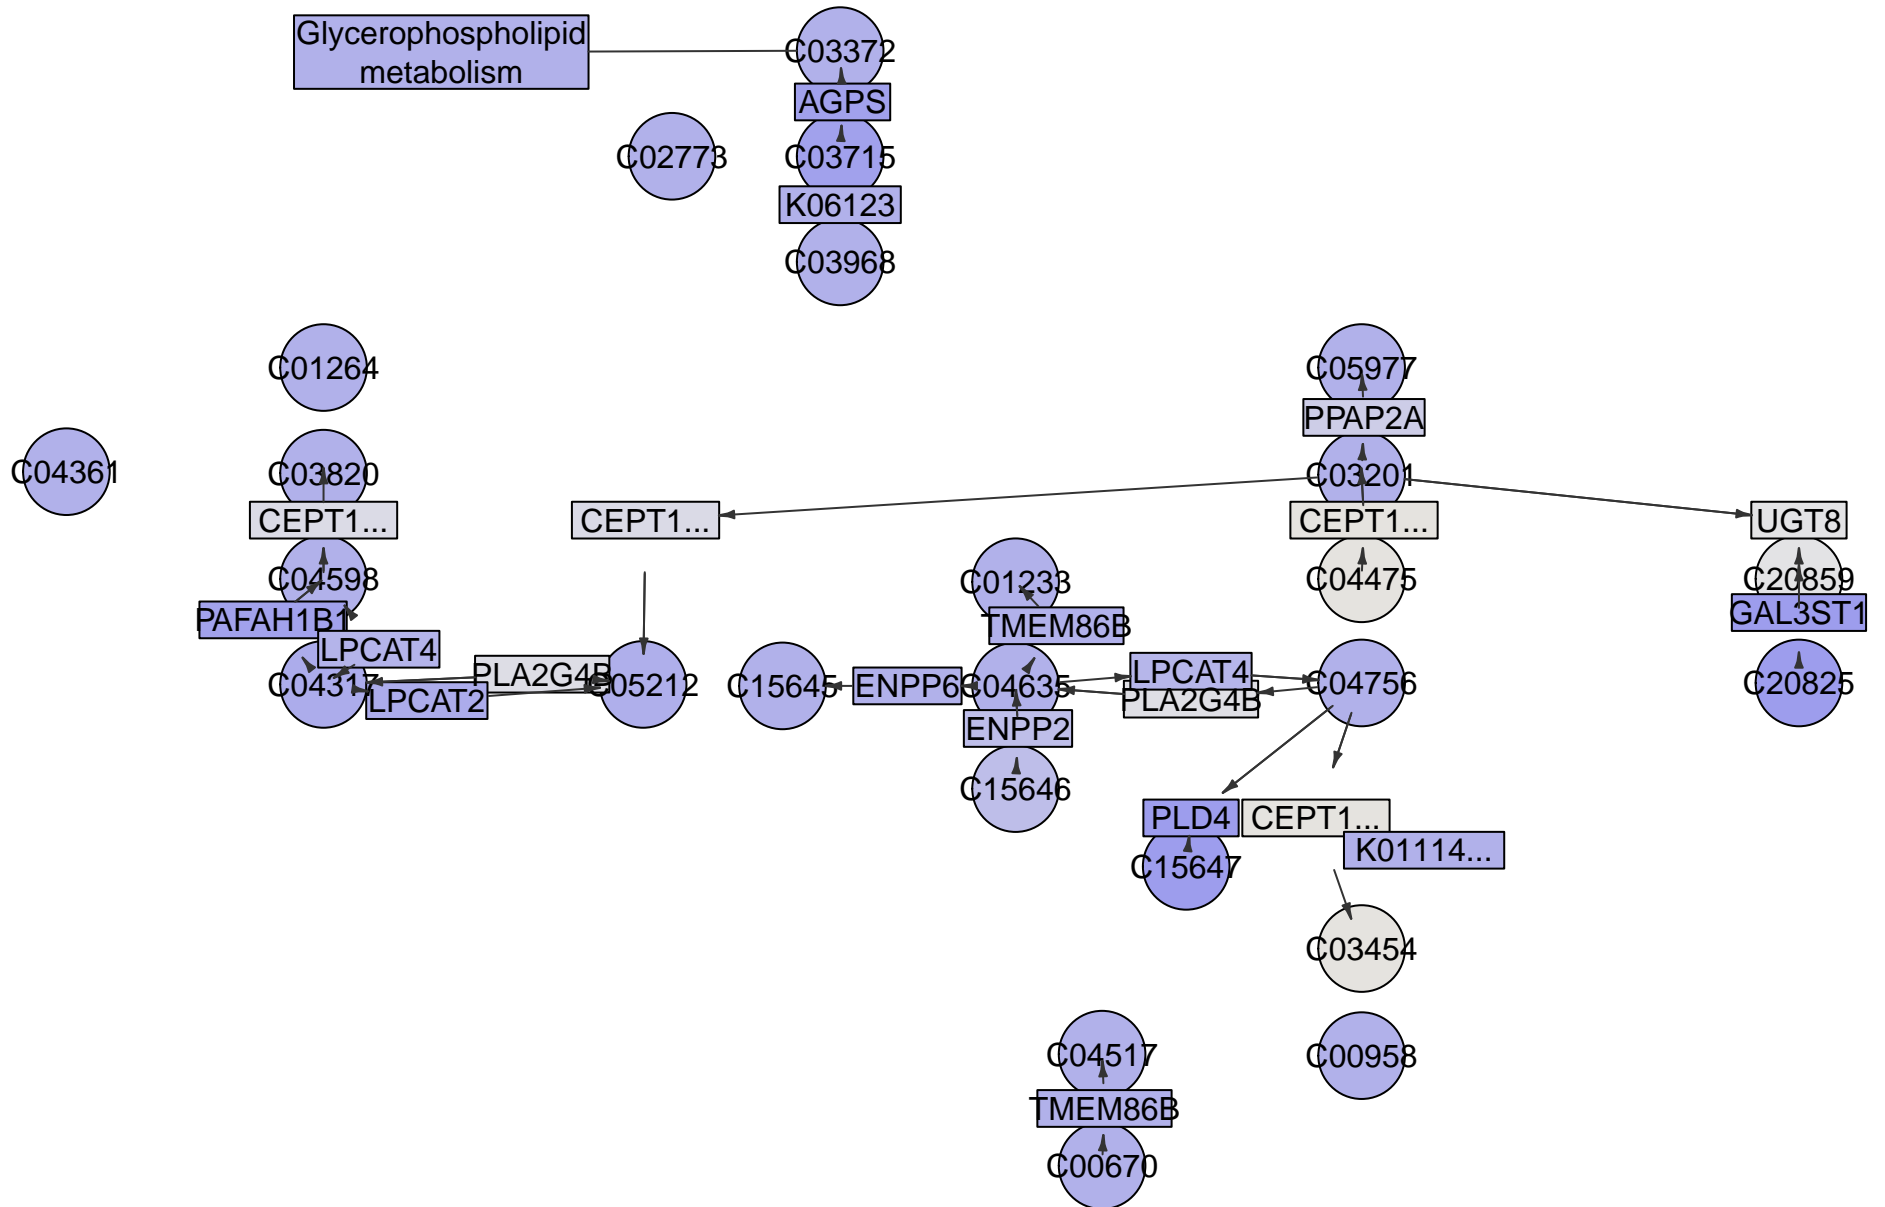 Glycerophospholipid
metabolism
C03372
AGPS
C02773
C03715
K06123
C03968
C01264
C05977
PPAP2A
C04361
C03820
C03201
CEPT1...
CEPT1...
CEPT1...
UGT8
C04598
C01233
C04475
C20859
PAFAH1B1
TMEM86B
GAL3ST1
LPCAT4
PLA2G4B
LPCAT4
C04317
C05212
C15645
ENPP6
C04635
C04756
C20825
LPCAT2
PLA2G4B
ENPP2
C15646
PLD4
CEPT1...
K01114...
C15647
C03454
C04517
C00958
TMEM86B
C00670